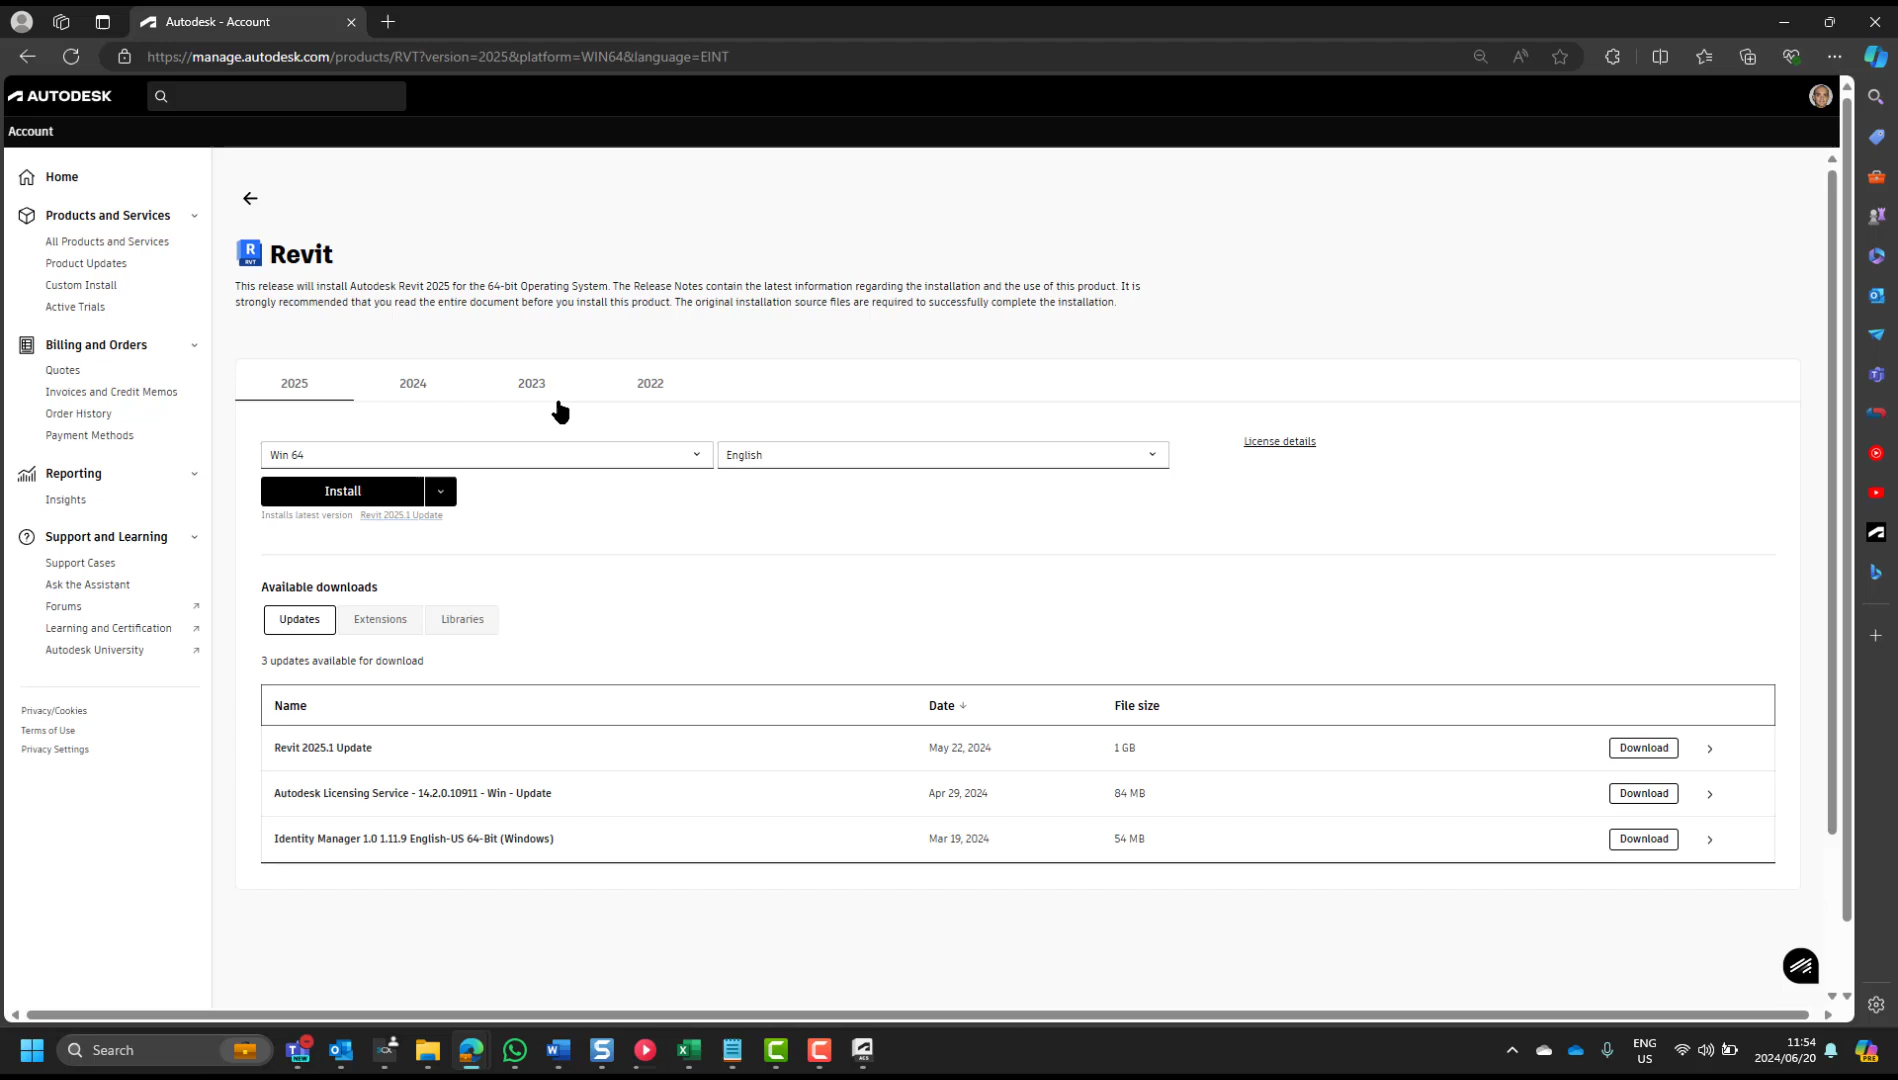 Autodesk - Account
https://manage.autodesk.com/products/RVT?version=2025&platform=WIN64&language=EINT
AUTODESK
Account
Home
Products and Services
All Products and Services
Product Updates
Custom Install
Active Trials
Billing and Orders
Quotes
Invoices and Credit Memos
Order History
Payment Methods
Reporting
Insights
Support and Learning
Support Cases
Ask the Assistant
Forums
Learning and Certification
Autodesk University
Privacy/Cookies
Terms of Use
Privacy Settings
R
RVT
Revit
This release will install Autodesk Revit 2025 for the 64-bit Operating System. The Release Notes contain the latest information regarding the installation and the use of this product. It is
strongly recommended that you read the entire document before you install this product. The original installation source files are required to successfully complete the installation.
2025 2024 2023 2022
Win 64 English License details
Install
Installs latest version Revit 2025.1 Update
Available downloads
Updates Extensions Libraries
3 updates available for download
Name Date File size
Revit 2025.1 Update May 22, 2024 1 GB Download
Autodesk Licensing Service - 14.2.0.10911 - Win - Update Apr 29, 2024 84 MB Download
Identity Manager 1.0 1.11.9 English-US 64-Bit (Windows) Mar 19, 2024 54 MB Download
Search
ENG
US
11:54
2024/06/20